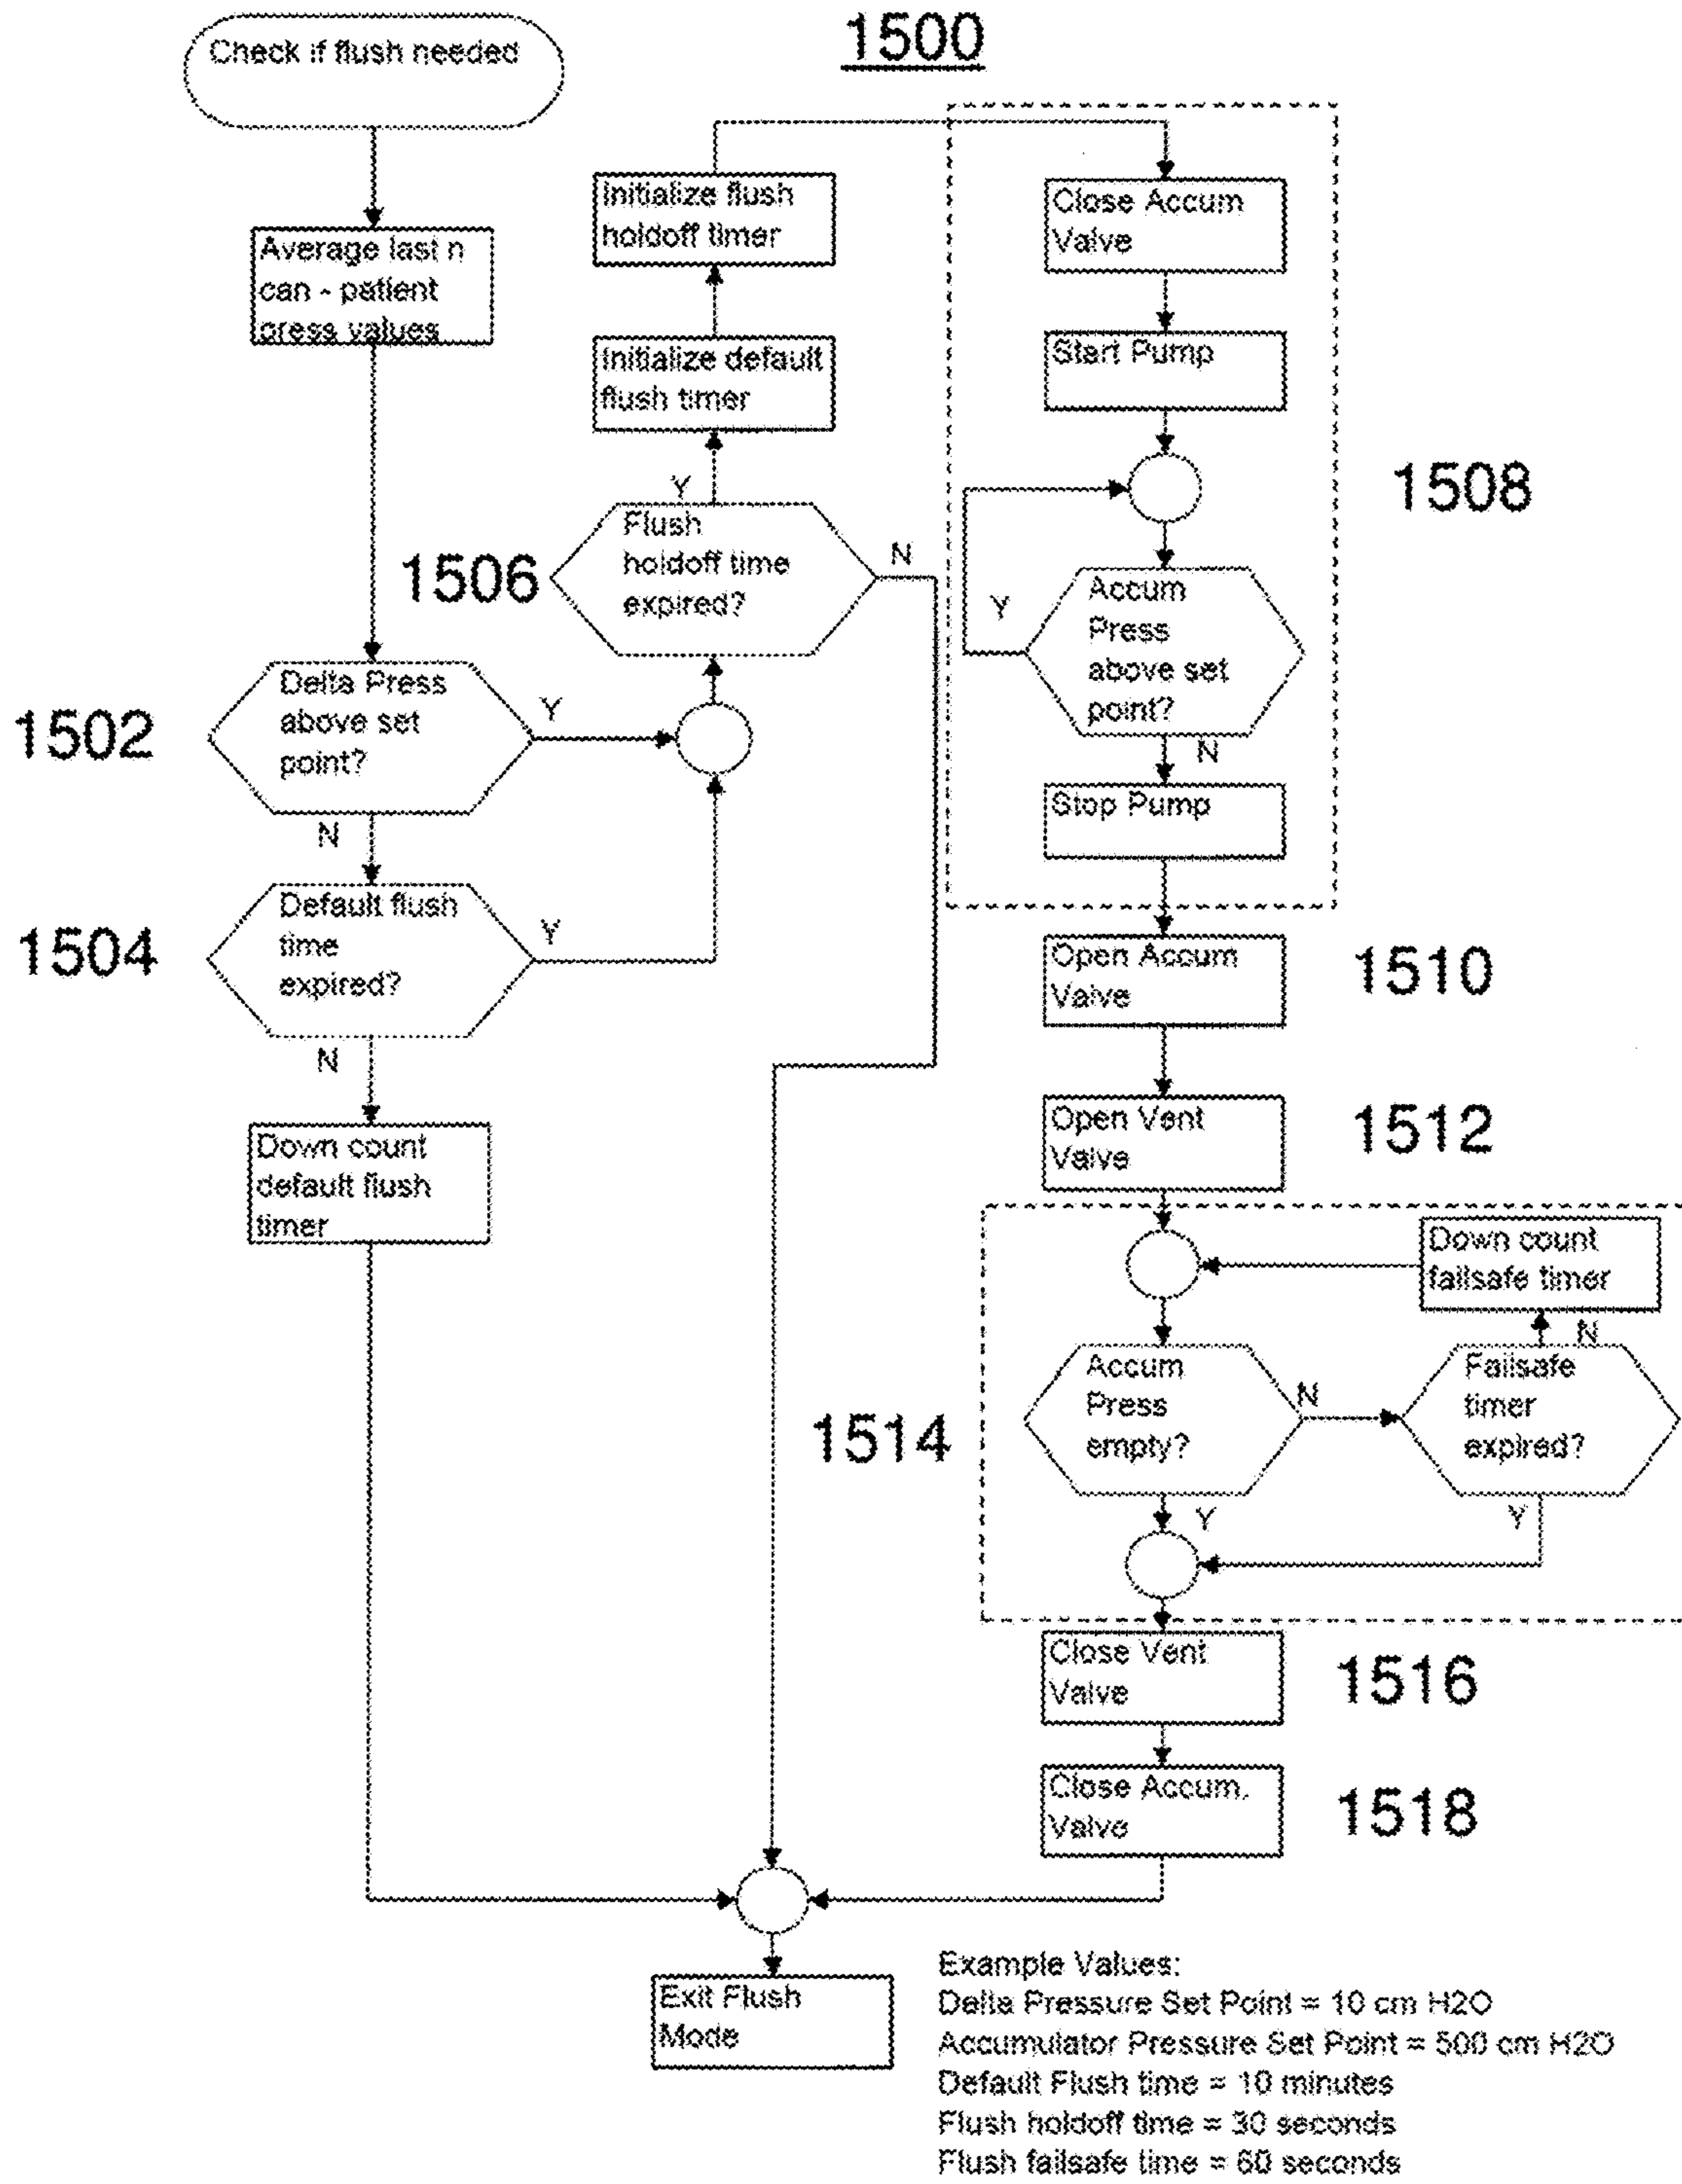 1500
Check if flush needed
Average last n
can - patient
press values
Initialize flush
holdoff timer
Initialize default
flush timer
Y
Flush
holdoff time
expired?
N
1506
Delta Press
above set
point?
Y
N
1502
Default flush
time
expired?
Y
N
1504
Down count
default flush
timer
Close Accum
Valve
Start Pump
1508
Accum
Press
above set
point?
Y
N
Stop Pump
Open Accum
Valve
1510
Open Vent
Valve
1512
Down count
failsafe timer
N
Accum
Press
empty?
N
Failsafe
timer
expired?
1514
Y
Y
Close Vent
Valve
1516
Close Accum.
Valve
1518
Exit Flush
Mode
Example Values:
Delta Pressure Set Point = 10 cm H2O
Accumulator Pressure Set Point = 500 cm H2O
Default Flush time = 10 minutes
Flush holdoff time = 30 seconds
Flush failsafe time = 60 seconds